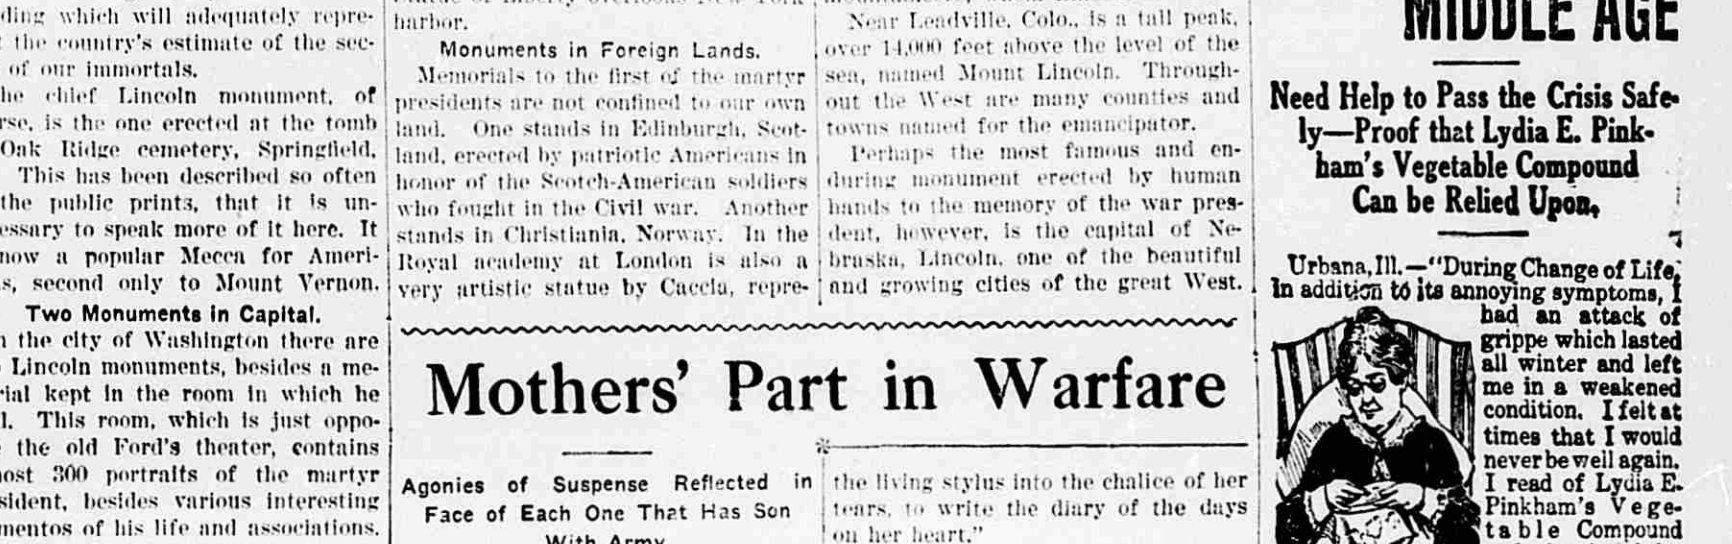 ding which will adequately repre-
the country's estimate of the sec-
of our immortals.
he chief Lincoln monument, of
rse, is the one erected at the tomb
Oak Ridge cemetery, Springfield,
This has been described so often
the public prints, that it is un-
essary to speak more of it here. It
now a popular Mecca for Ameri-
s, second only to Mount Vernon.
Two Monuments in Capital.
n the city of Washington there are
Lincoln monuments, besides a me-
rial kept in the room in which he
l. This room, which is just oppo-
the old Ford's theater, contains
most 300 portraits of the martyr
sident, besides various interesting
mentos of his life and associations.
harbor.
Monuments in Foreign Lands.
Memorials to the first of the martyr
presidents are not confined to our own
land. One stands in Edinburgh, Scot-
land, erected by patriotic Americans in
honor of the Scotch-American soldiers
who fought in the Civil war. Another
stands in Christiania, Norway. In the
Royal academy at London is also a
very artistic statue by Caccia, repre-
Near Leadville, Colo., is a tall peak,
over 14,000 feet above the level of the
sea, named Mount Lincoln. Through-
out the West are many counties and
towns named for the emancipator.
Perhaps the most famous and en-
during monument erected by human
hands to the memory of the war pres-
ident, however, is the capital of Ne-
braska, Lincoln, one of the beautiful
and growing cities of the great West.
Mothers' Part in Warfare
Agonies of Suspense Reflected in
Face of Each One That Has Son
With Army
the living stylus into the chalice of her
tears, to write the diary of the days
on her heart."
MIDDLE AGE
Need Help to Pass the Crisis Safe-
ly—Proof that Lydia E. Pink-
ham's Vegetable Compound
Can be Relied Upon.
Urbana, Ill.—"During Change of Life,
in addition to its annoying symptoms, I
had an attack of
grippe which lasted
all winter and left
me in a weakened
condition. I felt at
times that I would
never be well again.
I read of Lydia E.
Pinkham's Vege-
table Compound